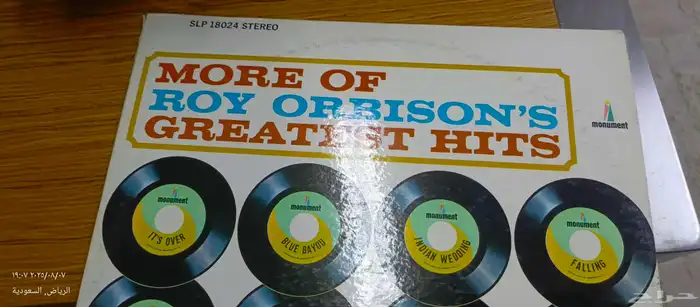 SLP 18024 STEREO
MORE OF
ROY ORBISON'S
GREATEST HITS
monument
monument
IT'S OVER
monument
BLUE BAYOU
monument
INDIAN WEDDING
monument
FALLING
١٩:٠٧ ٢٠٢٥/٠٨/٠٧
الرياض, السعودية
حراج